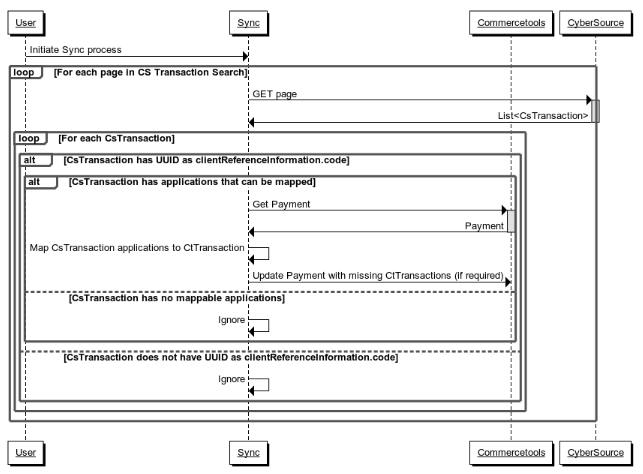 User Sync Commercetools CyberSource
Initiate Sync process
loop [For each page in CS Transaction Search]
GET page
List<CsTransaction>
loop [For each CsTransaction]
alt [CsTransaction has UUID as clientReferenceInformation.code]
alt [CsTransaction has applications that can be mapped]
Get Payment
Payment
Map CsTransaction applications to CtTransaction
Update Payment with missing CtTransactions (if required)
[CsTransaction has no mappable applications]
Ignore
[CsTransaction does not have UUID as clientReferenceInformation.code]
Ignore
User Sync Commercetools CyberSource